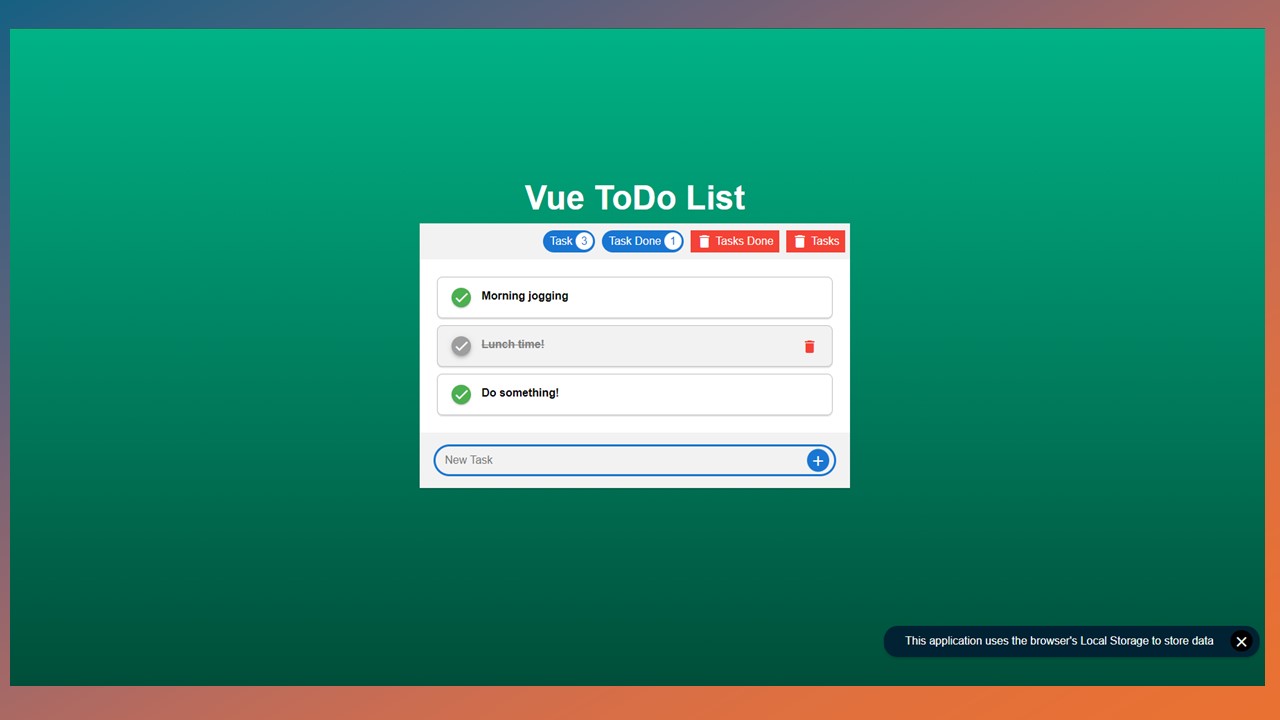 Vue ToDo List
Task 3 Task Done 1 Tasks Done Tasks
Morning jogging
Lunch time!
Do something!
New Task
This application uses the browser's Local Storage to store data